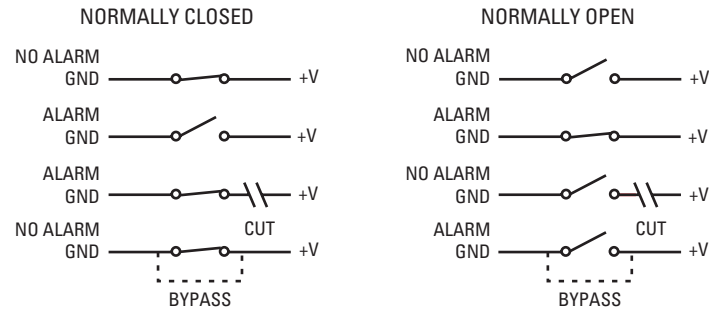 NORMALLY CLOSED
NO ALARM
GND +V
ALARM
GND +V
ALARM
GND +V
CUT
NO ALARM
GND +V
BYPASS
NORMALLY OPEN
NO ALARM
GND +V
ALARM
GND +V
NO ALARM
GND +V
CUT
ALARM
GND +V
BYPASS